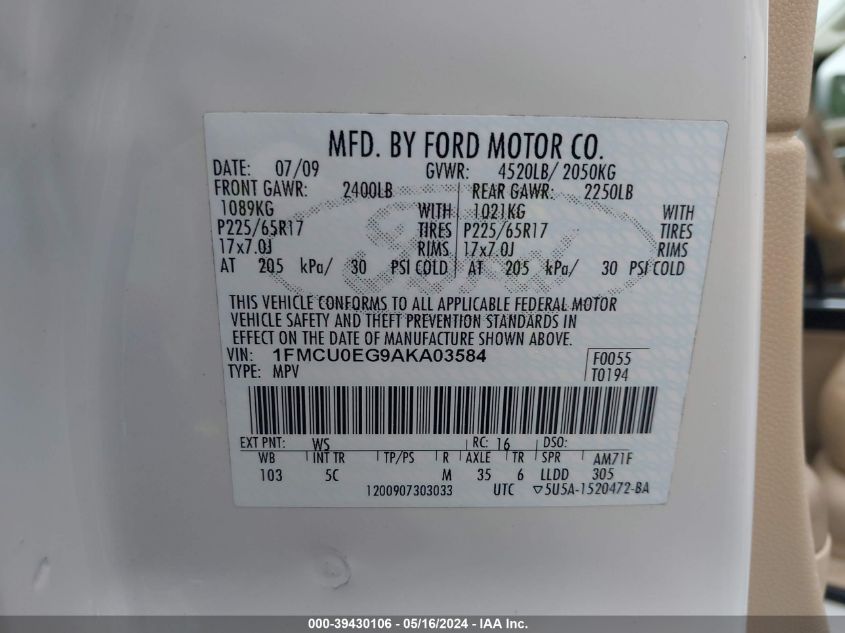 MFD. BY FORD MOTOR CO.
DATE: 07/09 GVWR: 4520LB/ 2050KG
FRONT GAWR: 2400LB REAR GAWR: 2250LB
1089KG WITH 1021KG WITH
P225/65R17 TIRES P225/65R17 TIRES
17x7.0J RIMS 17x7.0J RIMS
AT 205 kPa/ 30 PSI COLD AT 205 kPa/ 30 PSI COLD
THIS VEHICLE CONFORMS TO ALL APPLICABLE FEDERAL MOTOR
VEHICLE SAFETY AND THEFT PREVENTION STANDARDS IN
EFFECT ON THE DATE OF MANUFACTURE SHOWN ABOVE.
VIN: 1FMCU0EG9AKA03584 F0055
TYPE: MPV T0194
EXT PNT: WS RC: 16 DSO:
WB INT TR TP/PS R AXLE TR SPR AM71F
103 5C M 35 6 LLDD 305
1200907303033 UTC ▽5U5A-1520472-BA
Ford
000-39430106 - 05/16/2024 - IAA Inc.